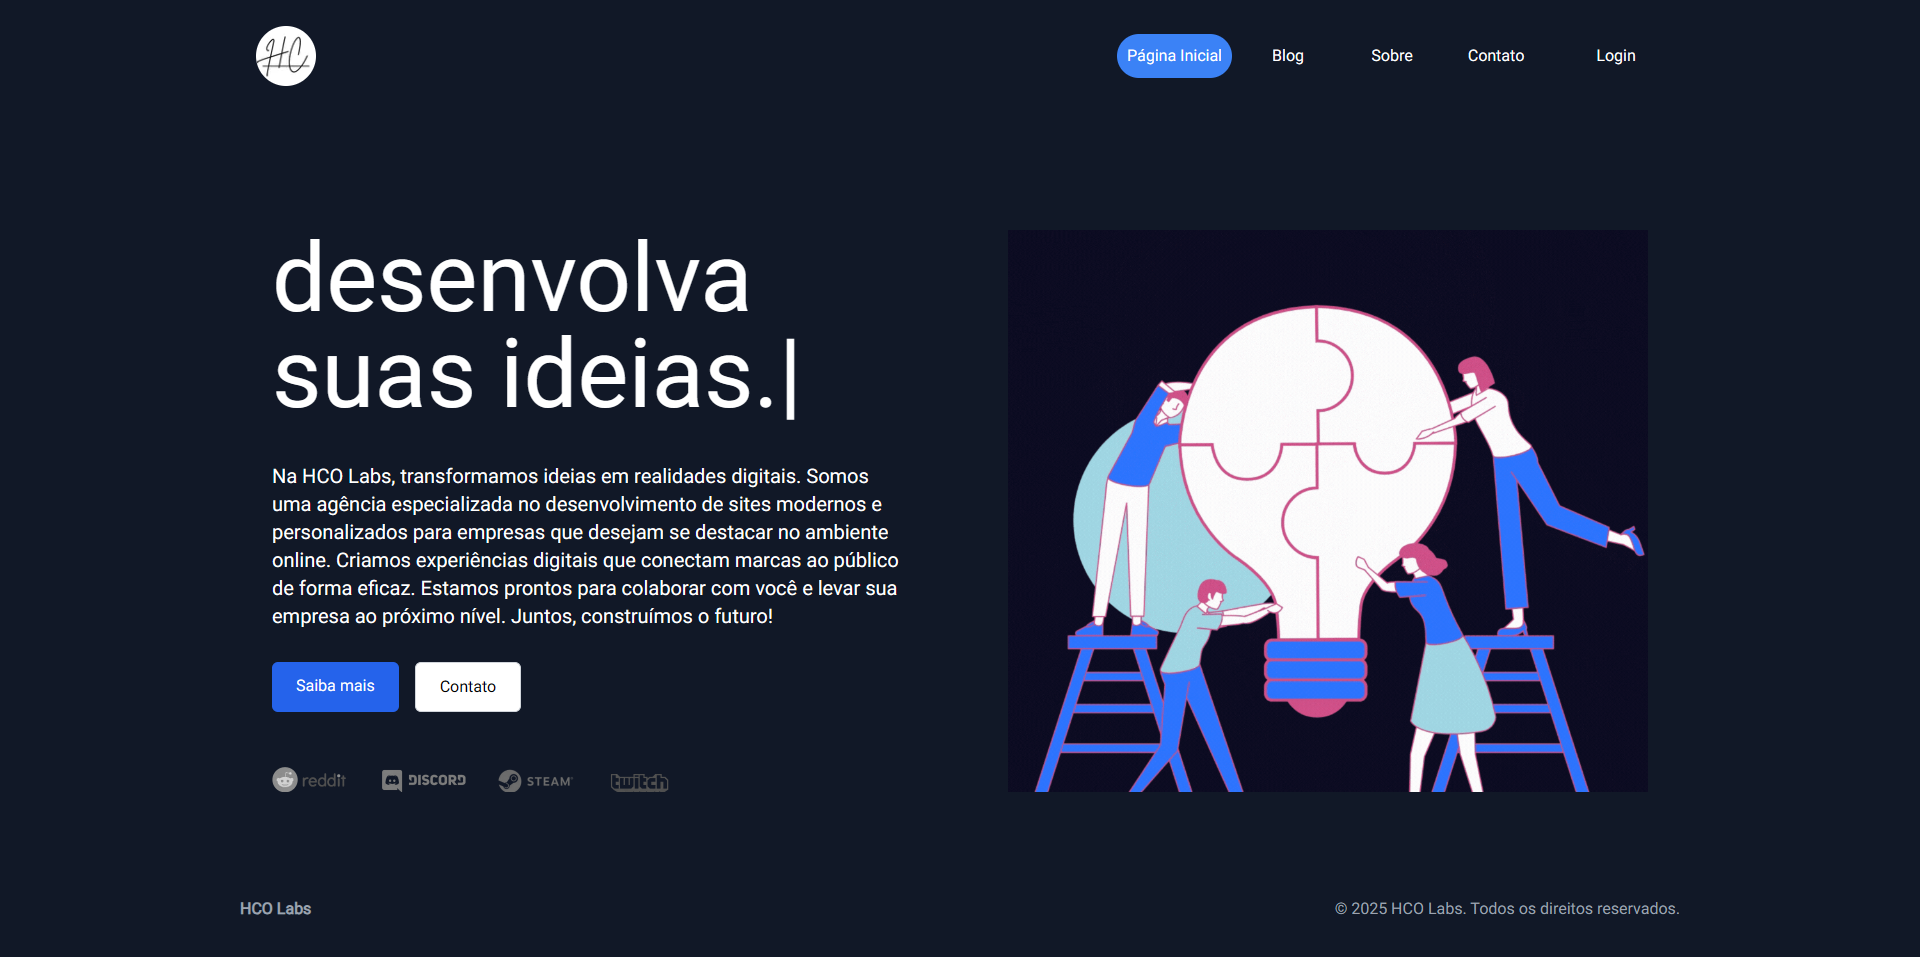 HC
Página Inicial
Blog
Sobre
Contato
Login
desenvolva
suas ideias.|
Na HCO Labs, transformamos ideias em realidades digitais. Somos
uma agência especializada no desenvolvimento de sites modernos e
personalizados para empresas que desejam se destacar no ambiente
online. Criamos experiências digitais que conectam marcas ao público
de forma eficaz. Estamos prontos para colaborar com você e levar sua
empresa ao próximo nível. Juntos, construímos o futuro!
Saiba mais
Contato
reddit
DISCORD
STEAM
twitch
HCO Labs
© 2025 HCO Labs. Todos os direitos reservados.